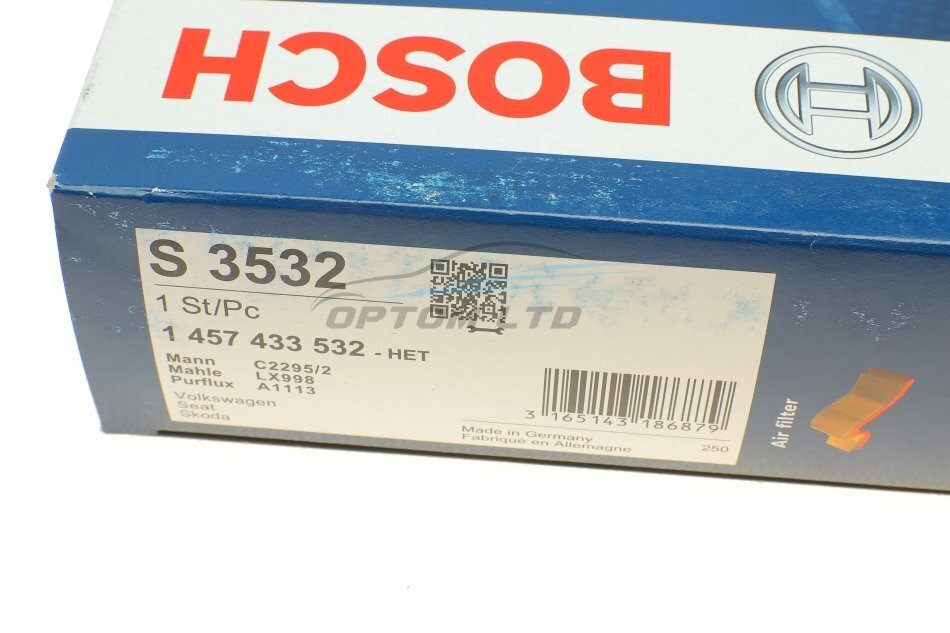 BOSCH
S 3532
1 St/Pc
OPTOM LTD
1 457 433 532 - HET
Mann C2295/2
Mahle LX998
Purflux A1113
Volkswagen
Seat
Skoda
3 165143 186879
Made in Germany
Fabriqué en Allemagne
250
Air filter